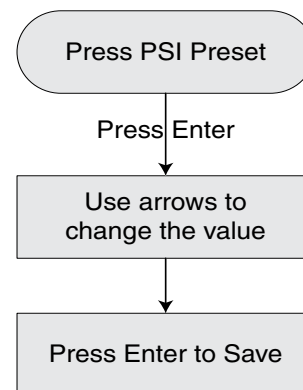 Press PSI Preset
Press Enter
Use arrows to
change the value
Press Enter to Save